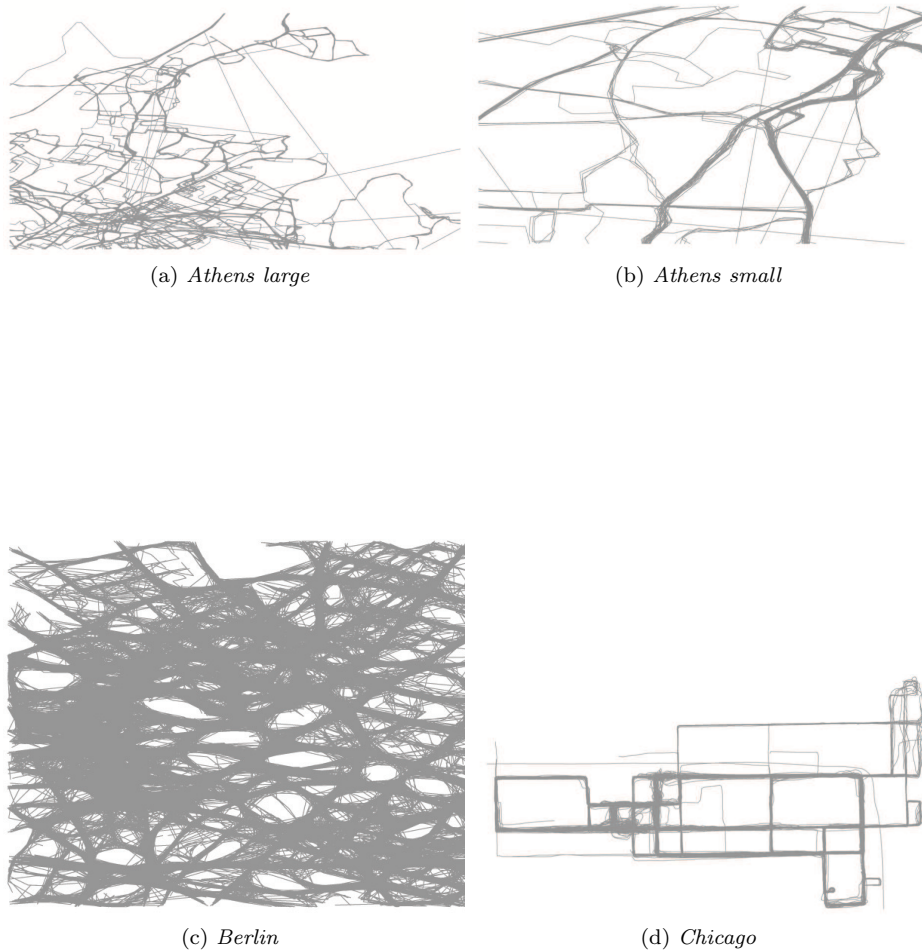 (a) Athens large
(b) Athens small
(c) Berlin
(d) Chicago